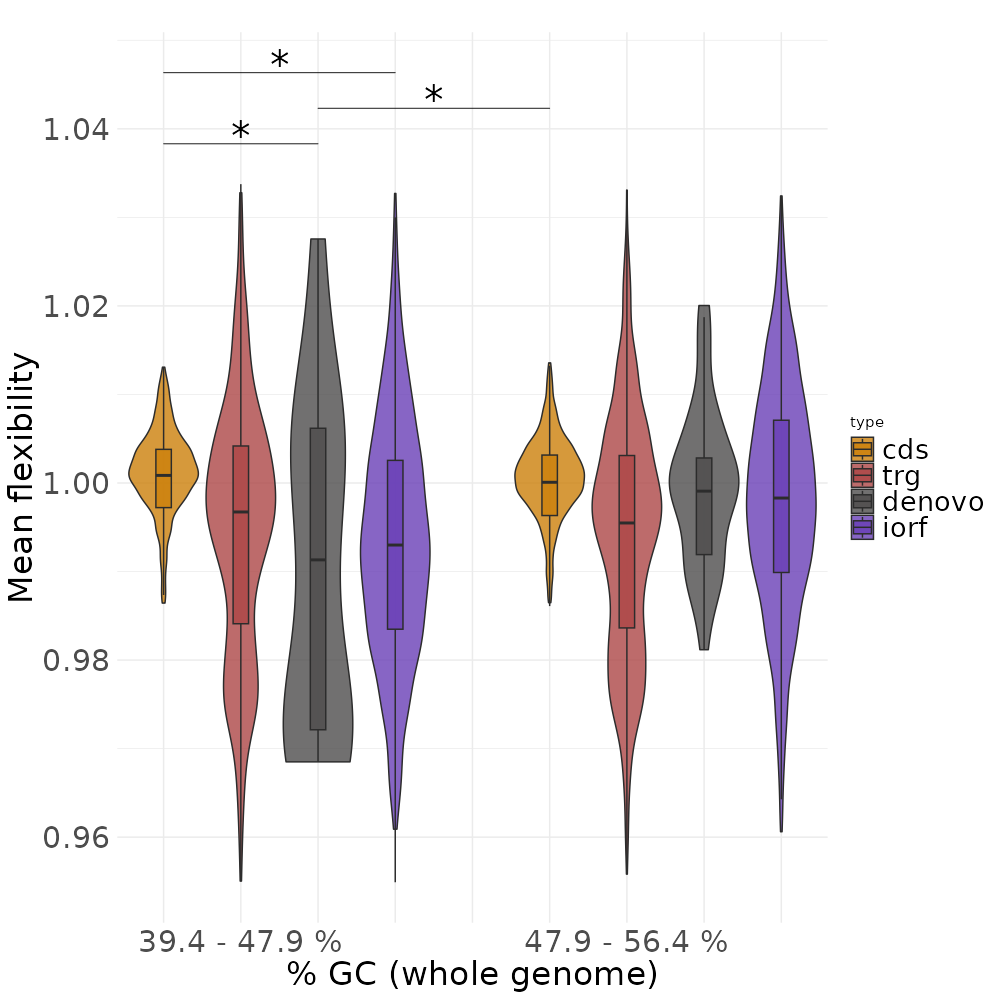 *
*
*
1.04
1.02
1.00
0.98
0.96
Mean flexibility
39.4 - 47.9 %
47.9 - 56.4 %
% GC (whole genome)
type
cds
trg
denovo
iorf